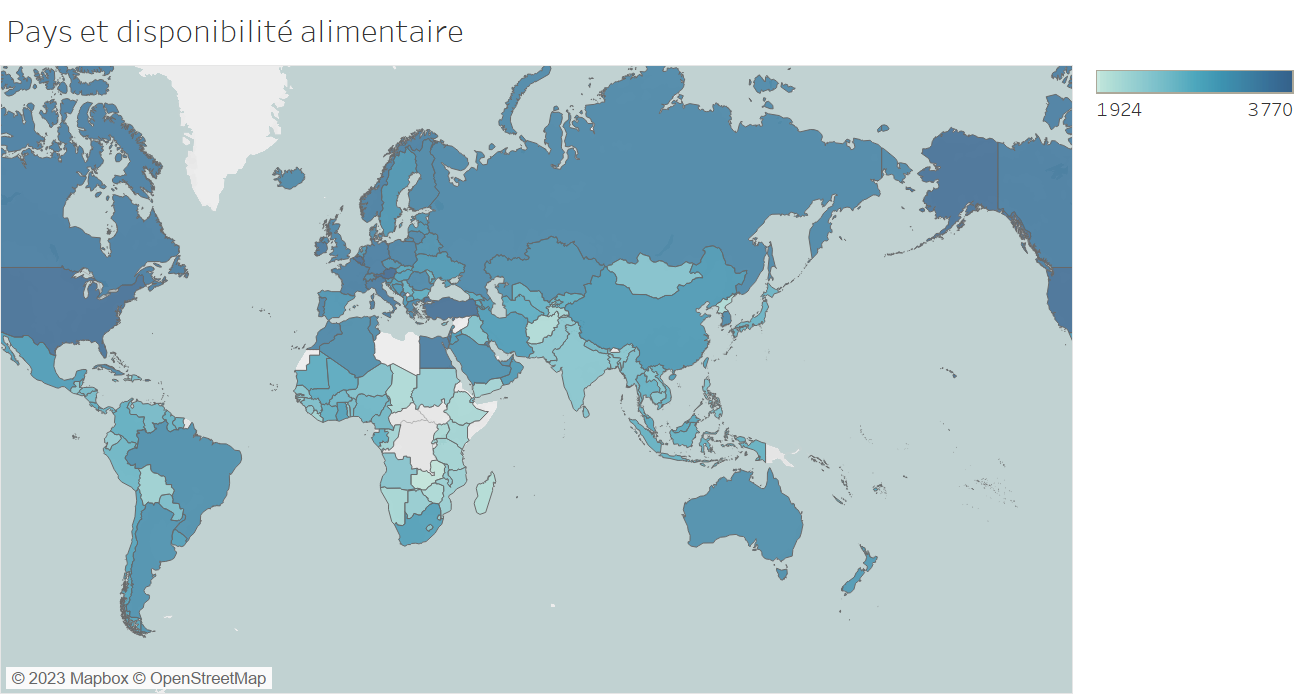 Pays et disponibilité alimentaire
1924 3770
© 2023 Mapbox © OpenStreetMap